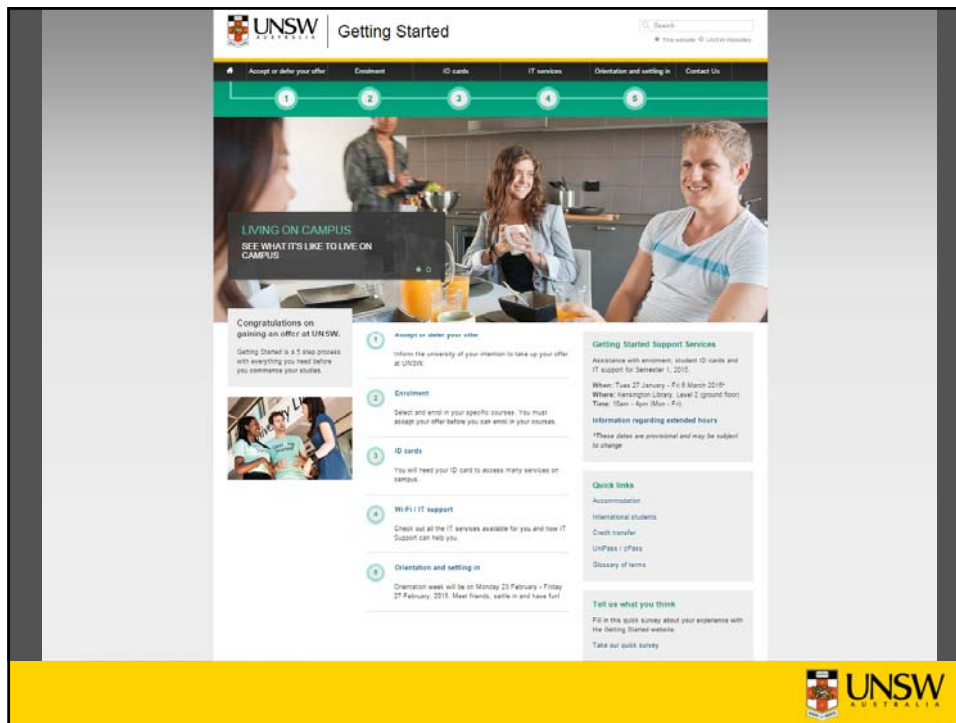 UNSW
AUSTRALIA
Getting Started
Search
This website UNSW Websites
Accept or defer your offer
Enrolment
ID cards
IT services
Orientation and settling in
Contact Us
1
2
3
4
5
LIVING ON CAMPUS
SEE WHAT IT'S LIKE TO LIVE ON
CAMPUS
Congratulations on
gaining an offer at UNSW.
Getting Started is a 5 step process
with everything you need before
you commence your studies.
1
Accept or defer your offer
Inform the university of your intention to take up your offer
at UNSW.
2
Enrolment
Select and enrol in your specific courses. You must
accept your offer before you can enrol in your courses.
3
ID cards
You will need your ID card to access many services on
campus.
4
Wi-Fi / IT support
Check out all the IT services available for you and how IT
Support can help you.
5
Orientation and settling in
Orientation week will be on Monday 23 February - Friday
27 February, 2015. Meet friends, settle in and have fun!
Getting Started Support Services
Assistance with enrolment, student ID cards and
IT support for Semester 1, 2015.
When: Tues 27 January - Fri 6 March 2015*
Where: Kensington Library, Level 2 (ground floor)
Time: 10am - 4pm (Mon - Fri)
Information regarding extended hours
*These dates are provisional and may be subject
to change
Quick links
Accommodation
International students
Credit transfer
UniPass / zPass
Glossary of terms
Tell us what you think
Fill in this quick survey about your experience with
the Getting Started website.
Take our quick survey
UNSW
AUSTRALIA